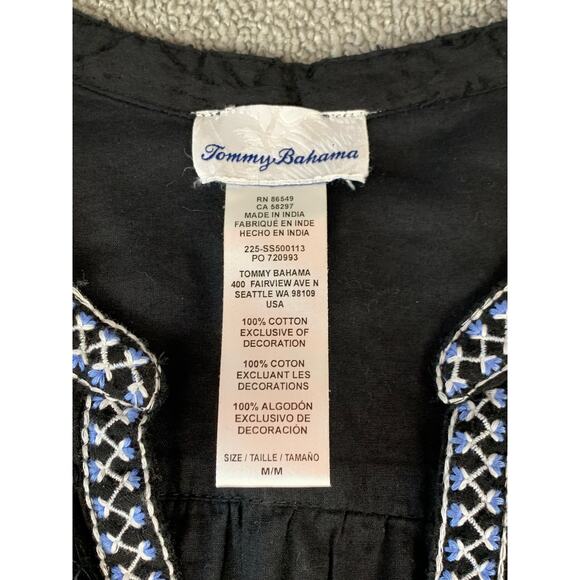 Tommy Bahama
RN 86549
CA 58297
MADE IN INDIA
FABRIQUÉ EN INDE
HECHO EN INDIA
225-SS500113
PO 720993
TOMMY BAHAMA
400 FAIRVIEW AVE N
SEATTLE WA 98109
USA
100% COTTON
EXCLUSIVE OF
DECORATION
100% COTON
EXCLUANT LES
DECORATIONS
100% ALGODÓN
EXCLUSIVO DE
DECORACIÓN
SIZE / TAILLE / TAMAÑO
M/M